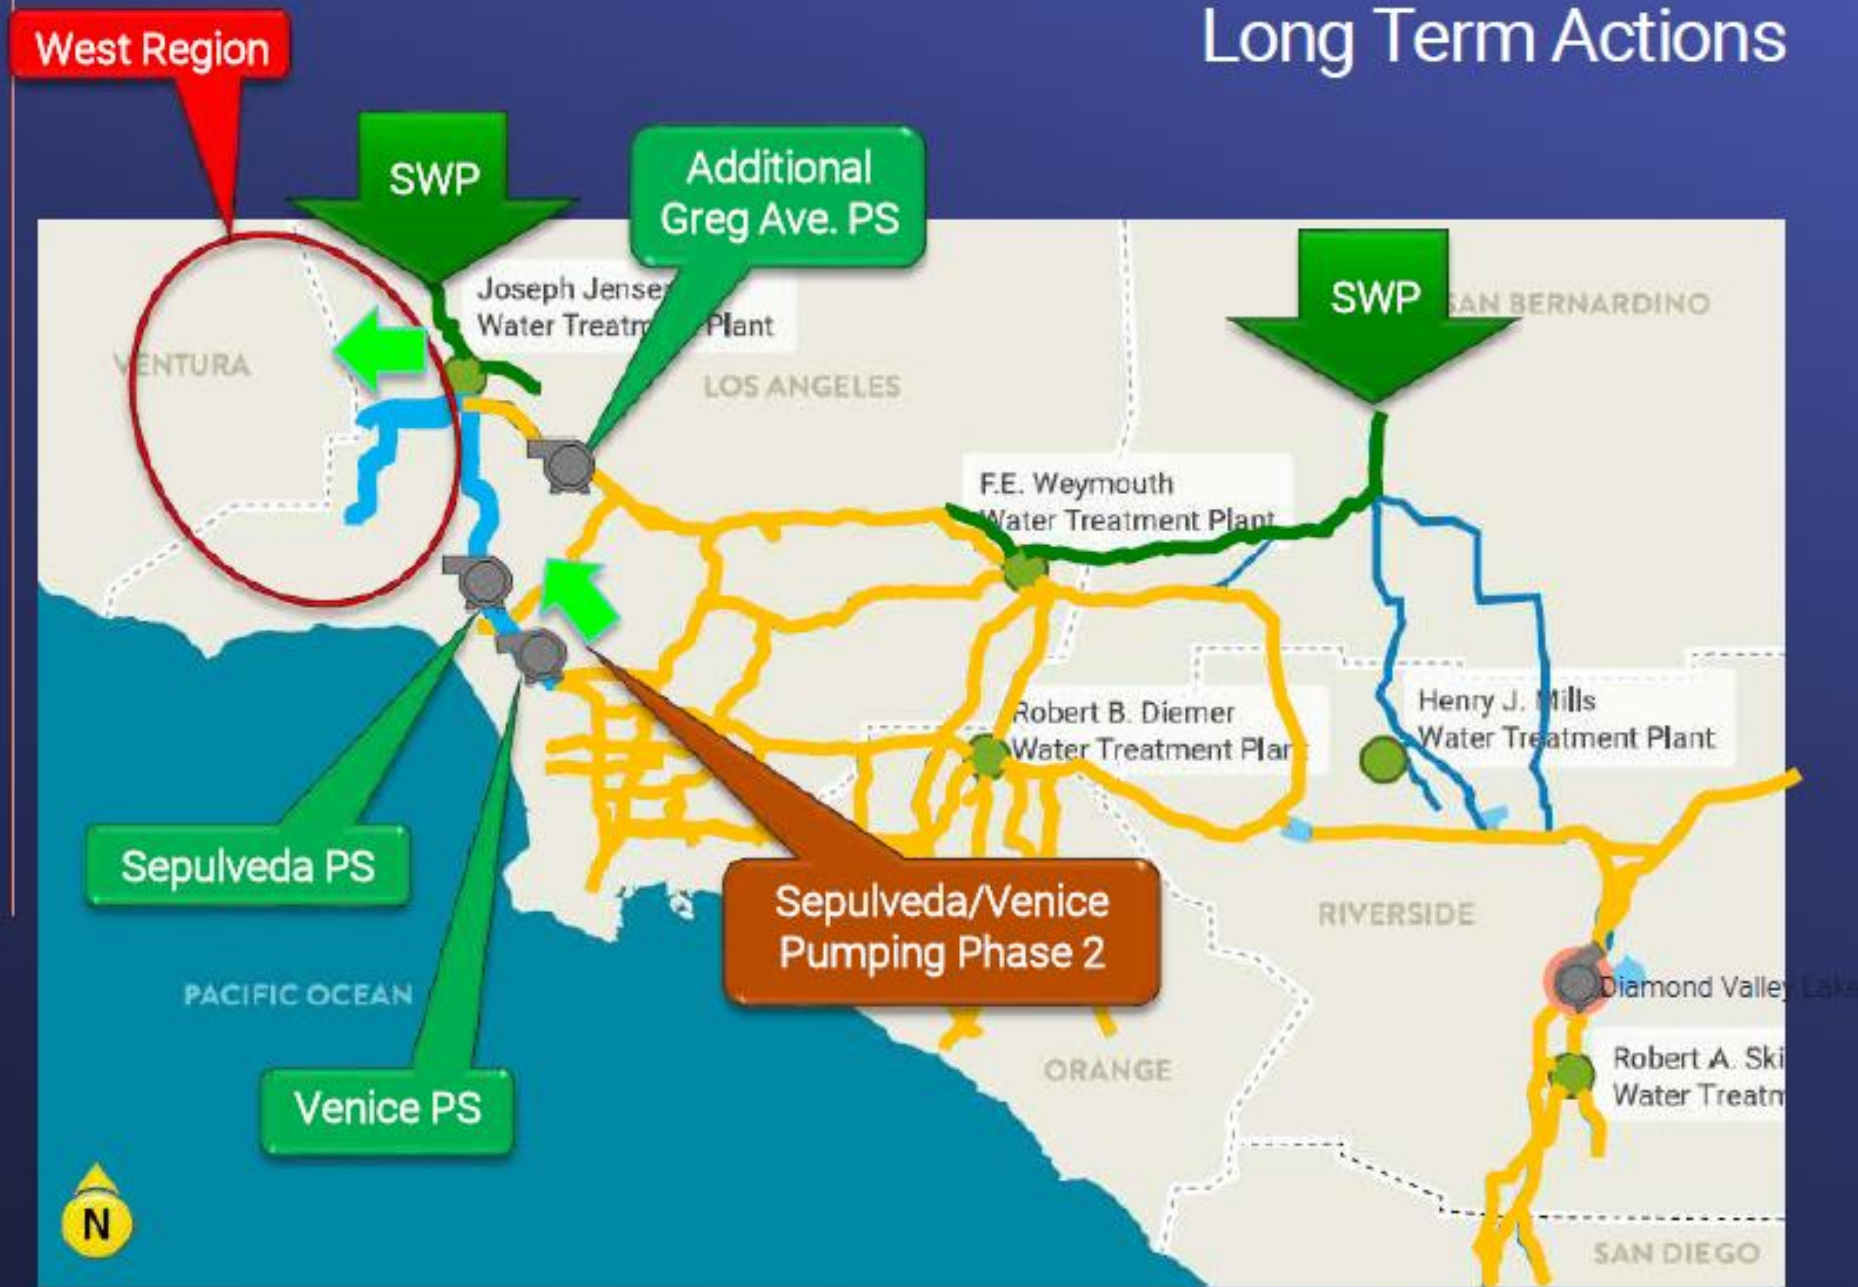 Long Term Actions
West Region
SWP
Additional
Greg Ave. PS
SWP
Joseph Jensen
Water Treatm Plant
SAN BERNARDINO
VENTURA
LOS ANGELES
F.E. Weymouth
Water Treatment Plant
Robert B. Diemer
Water Treatment Plan
Henry J. Mills
Water Treatment Plant
Sepulveda PS
Sepulveda/Venice
Pumping Phase 2
RIVERSIDE
PACIFIC OCEAN
Diamond Valley Lake
ORANGE
Robert A. Ski
Water Treatm
Venice PS
N
SAN DIEGO